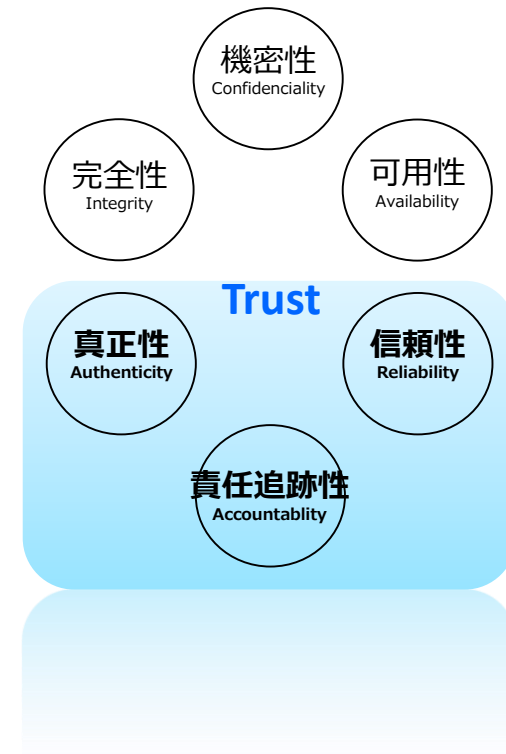 機密性
Confidenciality
完全性
Integrity
可用性
Availability
Trust
真正性
Authenticity
信頼性
Reliability
責任追跡性
Accountablity